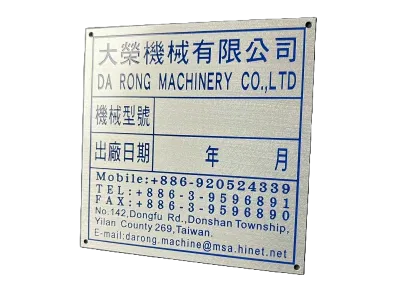 大榮機械有限公司
DA RONG MACHINERY CO.,LTD
機械型號
出廠日期 年 月
Mobile:+886-920524339
TEL:+886-3-9596891
FAX:+886-3-9596890
No.142,Dongfu Rd.,Donshan Township,
Yilan County 269,Taiwan.
E-mail:darong.machine@msa.hinet.net